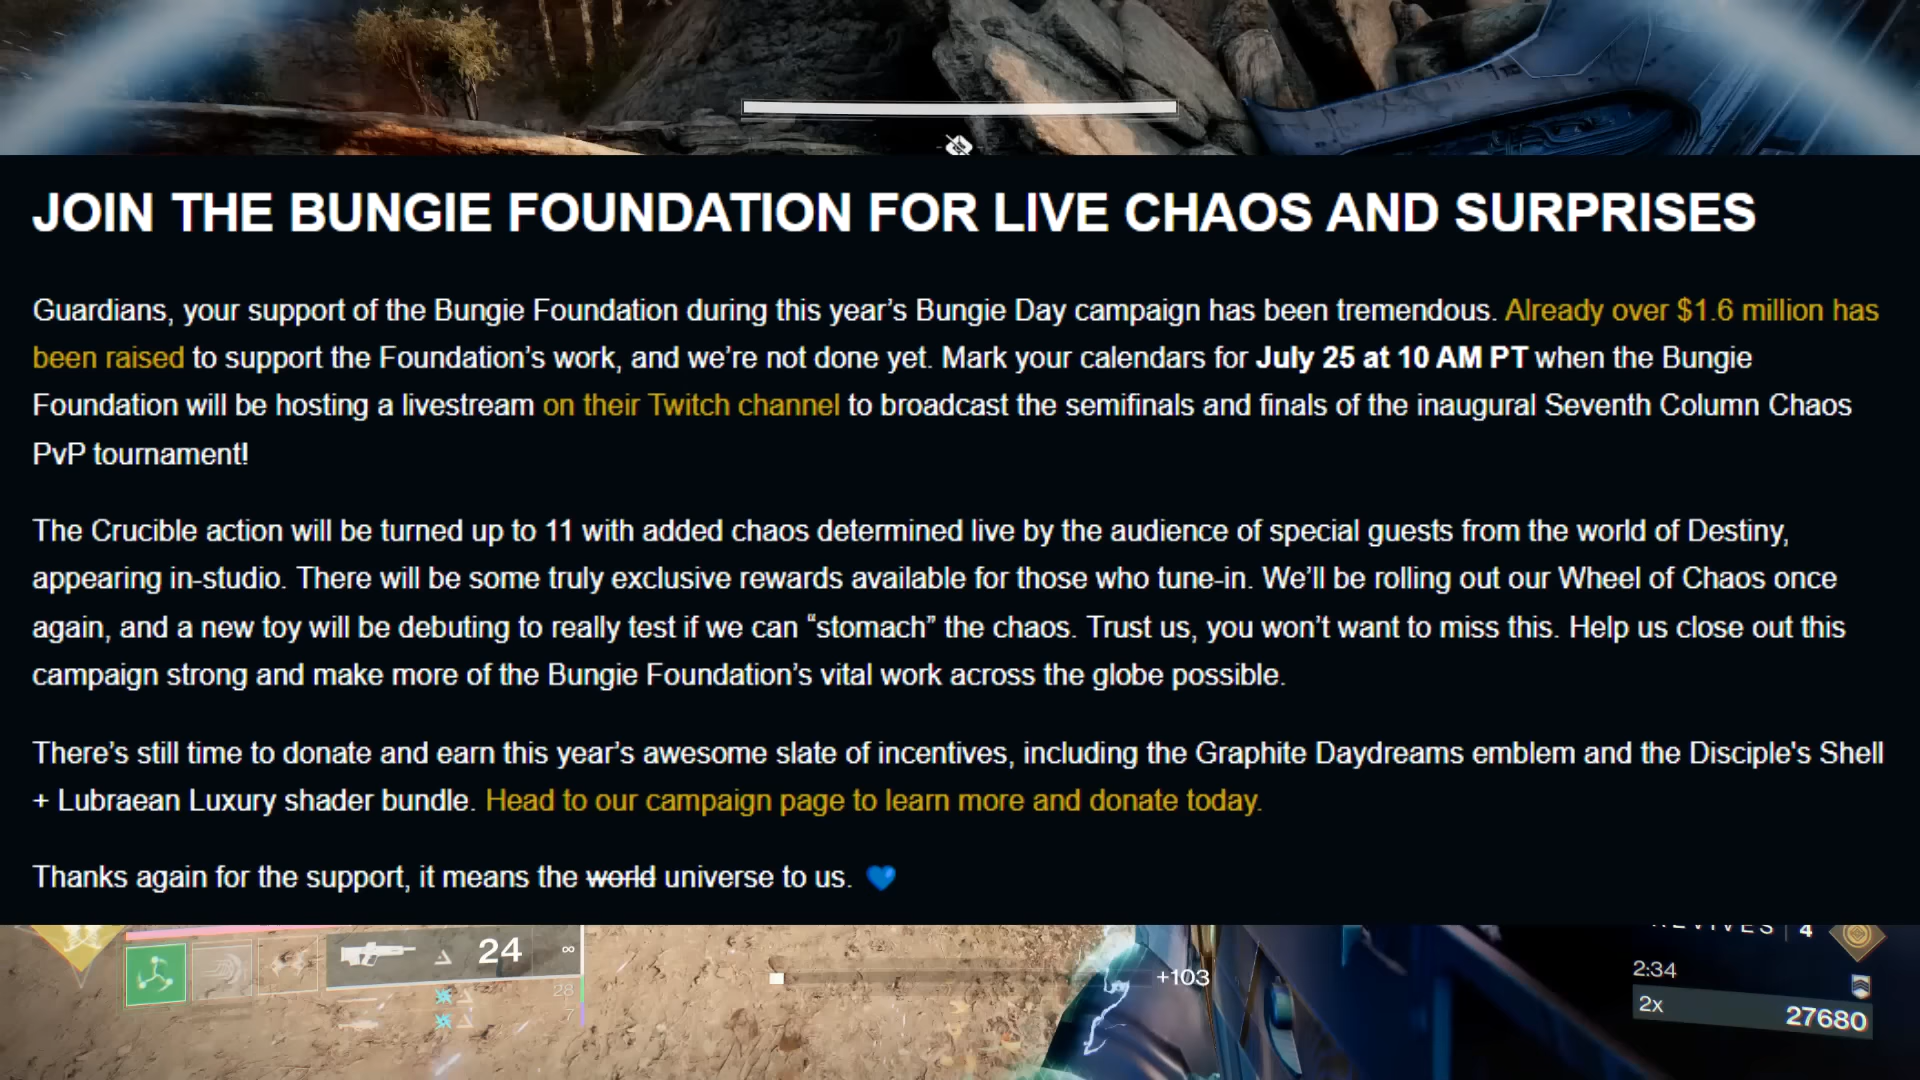 JOIN THE BUNGIE FOUNDATION FOR LIVE CHAOS AND SURPRISES
Guardians, your support of the Bungie Foundation during this year’s Bungie Day campaign has been tremendous. Already over $1.6 million has
been raised to support the Foundation’s work, and we’re not done yet. Mark your calendars for July 25 at 10 AM PT when the Bungie
Foundation will be hosting a livestream on their Twitch channel to broadcast the semifinals and finals of the inaugural Seventh Column Chaos
PvP tournament!
The Crucible action will be turned up to 11 with added chaos determined live by the audience of special guests from the world of Destiny,
appearing in-studio. There will be some truly exclusive rewards available for those who tune-in. We’ll be rolling out our Wheel of Chaos once
again, and a new toy will be debuting to really test if we can “stomach” the chaos. Trust us, you won’t want to miss this. Help us close out this
campaign strong and make more of the Bungie Foundation’s vital work across the globe possible.
There’s still time to donate and earn this year’s awesome slate of incentives, including the Graphite Daydreams emblem and the Disciple's Shell
+ Lubraean Luxury shader bundle. Head to our campaign page to learn more and donate today.
Thanks again for the support, it means the world universe to us. 💙
REVIVES | 4
24 ∞
28
7
+103
2:34
2x 27680